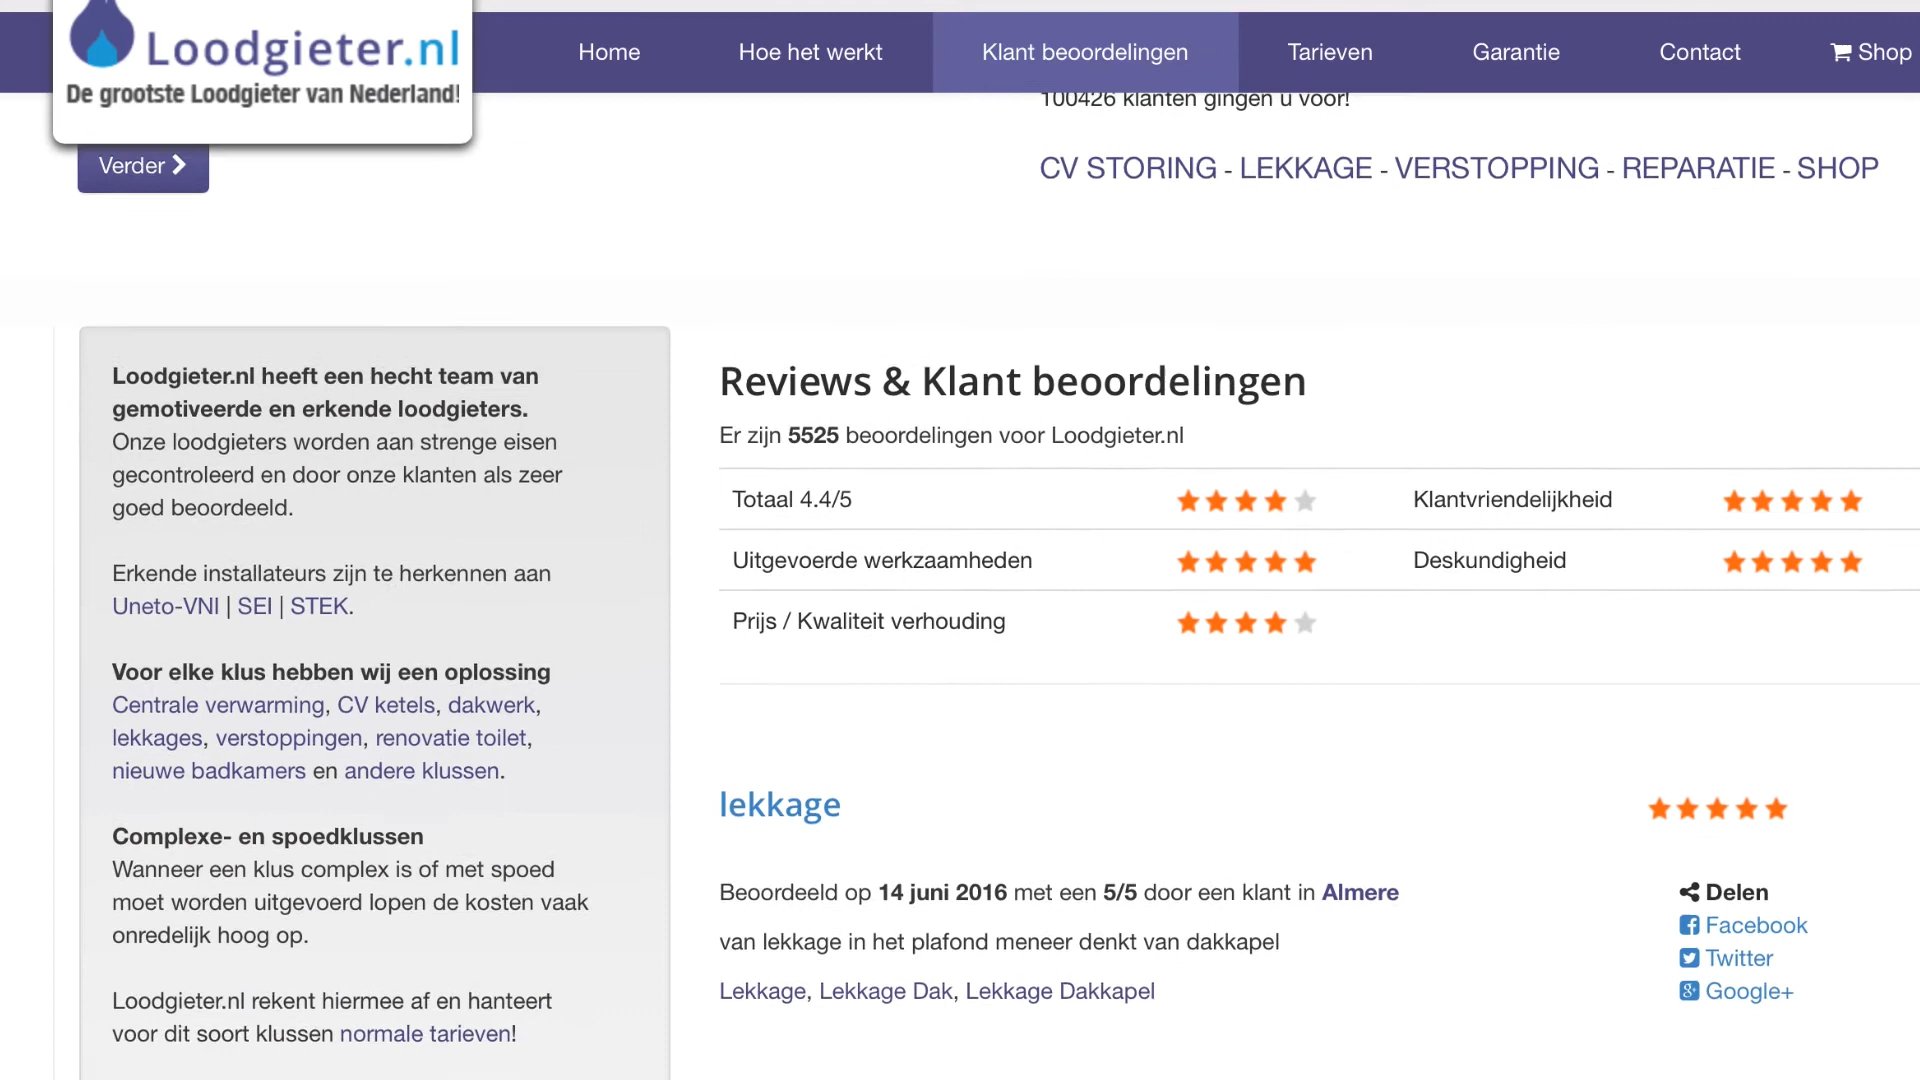 Loodgieter.nl
De grootste Loodgieter van Nederland!
Home
Hoe het werkt
Klant beoordelingen
Tarieven
Garantie
Contact
Shop
100426 klanten gingen u voor!
Verder
CV STORING - LEKKAGE - VERSTOPPING - REPARATIE - SHOP
Loodgieter.nl heeft een hecht team van
gemotiveerde en erkende loodgieters.
Onze loodgieters worden aan strenge eisen
gecontroleerd en door onze klanten als zeer
goed beoordeeld.
Erkende installateurs zijn te herkennen aan
Uneto-VNI | SEI | STEK.
Voor elke klus hebben wij een oplossing
Centrale verwarming, CV ketels, dakwerk,
lekkages, verstoppingen, renovatie toilet,
nieuwe badkamers en andere klussen.
Complexe- en spoedklussen
Wanneer een klus complex is of met spoed
moet worden uitgevoerd lopen de kosten vaak
onredelijk hoog op.
Loodgieter.nl rekent hiermee af en hanteert
voor dit soort klussen normale tarieven!
Reviews & Klant beoordelingen
Er zijn 5525 beoordelingen voor Loodgieter.nl
Totaal 4.4/5
Klantvriendelijkheid
Uitgevoerde werkzaamheden
Deskundigheid
Prijs / Kwaliteit verhouding
lekkage
Beoordeeld op 14 juni 2016 met een 5/5 door een klant in Almere
van lekkage in het plafond meneer denkt van dakkapel
Lekkage, Lekkage Dak, Lekkage Dakkapel
Delen
Facebook
Twitter
Google+